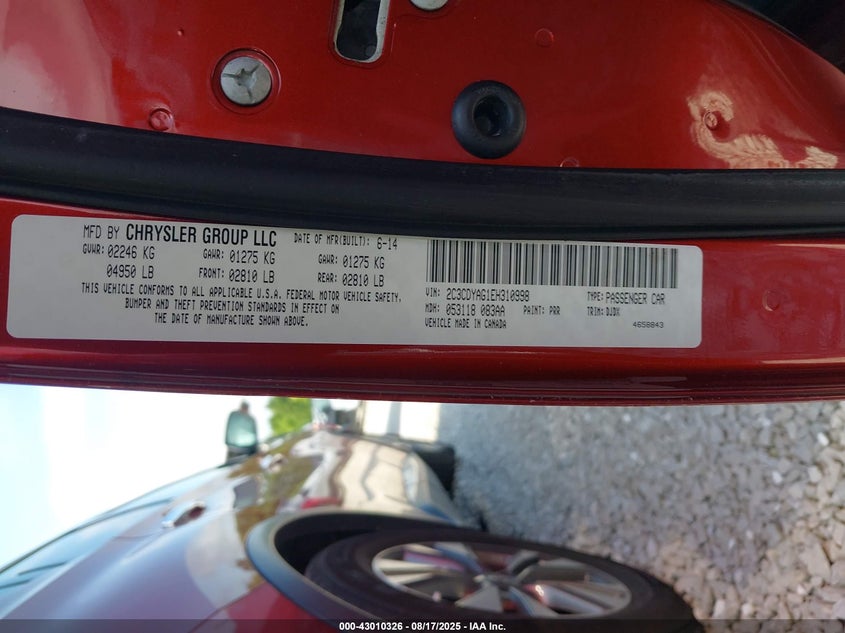 MFD BY CHRYSLER GROUP LLC DATE OF MFR(BUILT): 6-14
GVWR: 02246 KG GAWR: 01275 KG GAWR: 01275 KG
04950 LB FRONT: 02810 LB REAR: 02810 LB
THIS VEHICLE CONFORMS TO ALL APPLICABLE U.S.A. FEDERAL MOTOR VEHICLE SAFETY,
BUMPER AND THEFT PREVENTION STANDARDS IN EFFECT ON
THE DATE OF MANUFACTURE SHOWN ABOVE.
VIN: 2C3CDYAG1EH310998 TYPE: PASSENGER CAR
MDH: 053118 083AA PAINT: PRR TRIM: DJDX
VEHICLE MADE IN CANADA 4658843
000-43010326 - 08/17/2025 - IAA Inc.